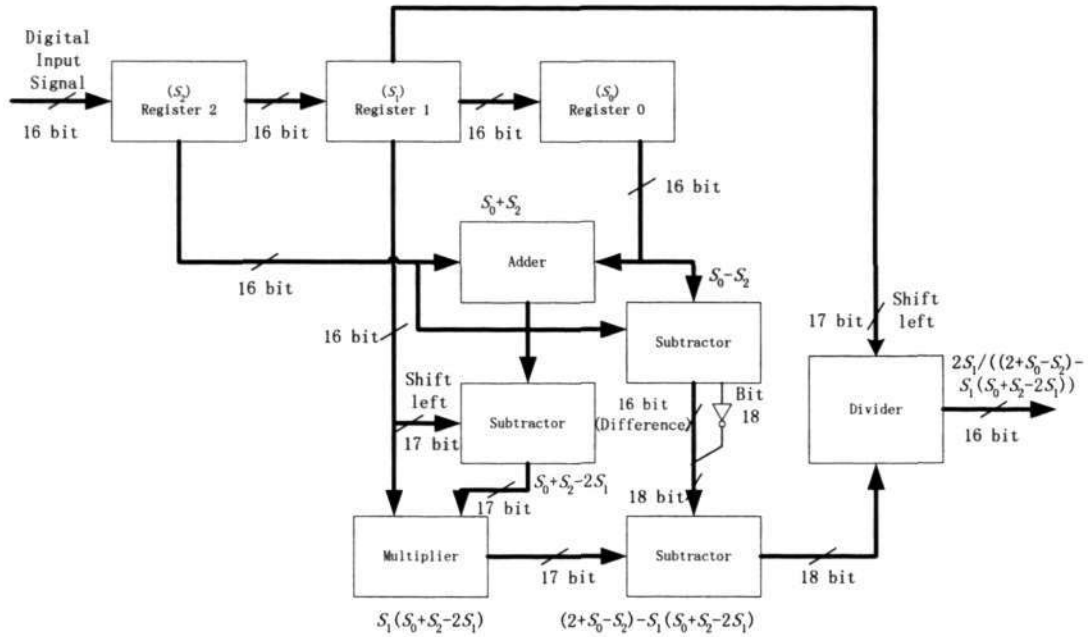 Digital
Input
Signal
16 bit
(S₂)
Register 2
16 bit
(S₁)
Register 1
16 bit
(S₀)
Register 0
16 bit
S₀+S₂
Adder
16 bit
S₀−S₂
Subtractor
16 bit
Shift
left
17 bit
Subtractor
16 bit
(Difference)
Bit
18
17 bit
Shift
left
Divider
2S₁/((2+S₀−S₂)−
S₁(S₀+S₂−2S₁))
16 bit
17 bit
S₀+S₂−2S₁
18 bit
Multiplier
17 bit
Subtractor
18 bit
S₁(S₀+S₂−2S₁)
(2+S₀−S₂)−S₁(S₀+S₂−2S₁)